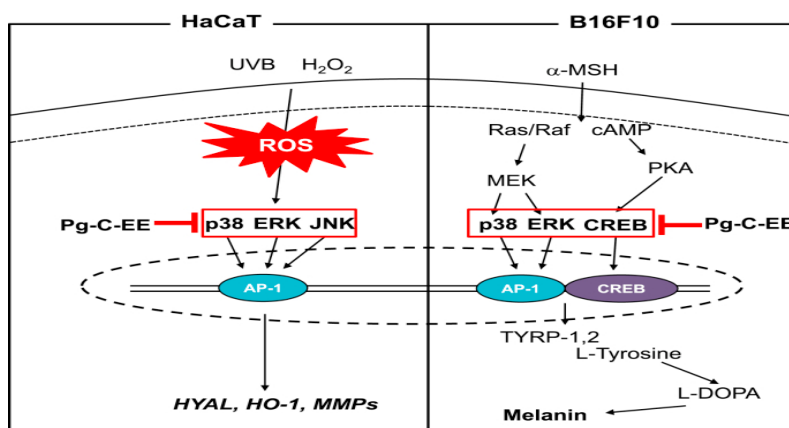 HaCaT
UVB H₂O₂
ROS
Pg-C-EE
p38 ERK JNK
AP-1
HYAL, HO-1, MMPs
B16F10
α-MSH
Ras/Raf cAMP
PKA
MEK
p38 ERK CREB
Pg-C-EE
AP-1 CREB
TYRP-1,2
L-Tyrosine
L-DOPA
Melanin